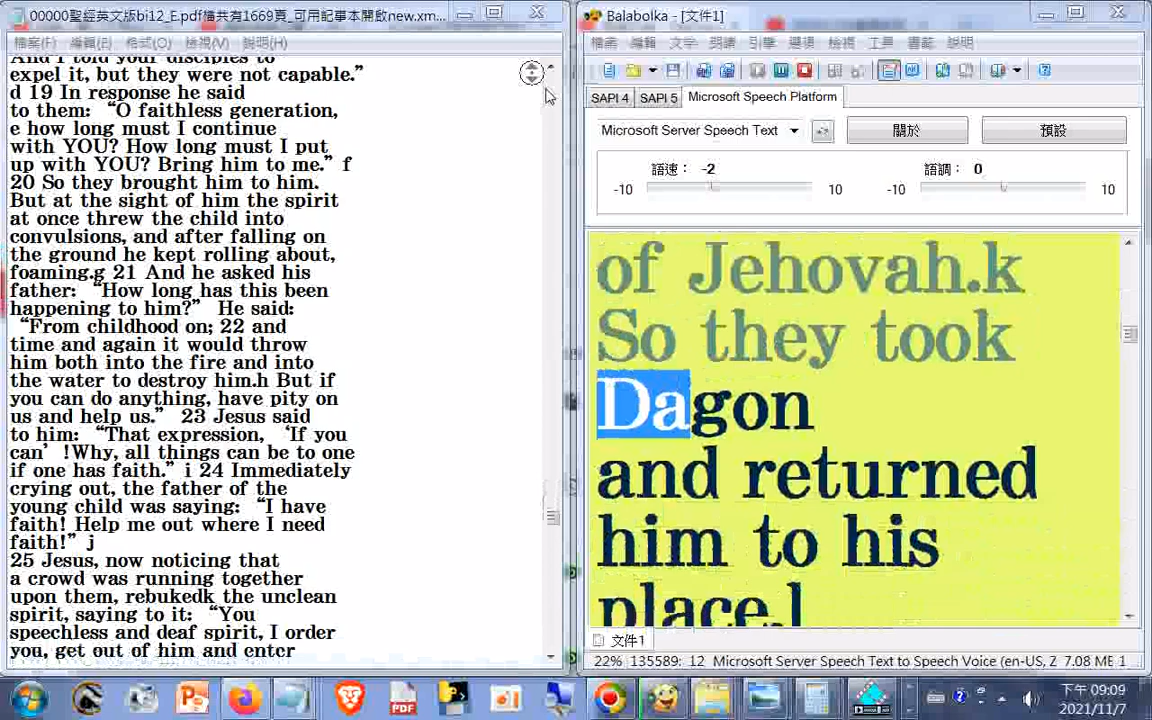 00000聖經英文版bi12_E.pdf檔共有1669頁_可用記事本開啟new.xm...
檔案(F) 編輯(E) 格式(O) 檢視(V) 說明(H)
And I told your disciples to
expel it, but they were not capable.”
d 19 In response he said
to them: “O faithless generation,
e how long must I continue
with YOU? How long must I put
up with YOU? Bring him to me.” f
20 So they brought him to him.
But at the sight of him the spirit
at once threw the child into
convulsions, and after falling on
the ground he kept rolling about,
foaming.g 21 And he asked his
father: “How long has this been
happening to him?” He said:
“From childhood on; 22 and
time and again it would throw
him both into the fire and into
the water to destroy him.h But if
you can do anything, have pity on
us and help us.” 23 Jesus said
to him: “That expression, ‘If you
can’ !Why, all things can be to one
if one has faith.” i 24 Immediately
crying out, the father of the
young child was saying: “I have
faith! Help me out where I need
faith!” j
25 Jesus, now noticing that
a crowd was running together
upon them, rebukedk the unclean
spirit, saying to it: “You
speechless and deaf spirit, I order
you, get out of him and enter
Balabolka - [文件1]
檔案 編輯 文字 朗讀 引擎 選項 檢視 工具 書籤 說明
SAPI 4 SAPI 5 Microsoft Speech Platform
Microsoft Server Speech Text 關於 預設
語速： -2 語調： 0
-10 10 -10 10
of Jehovah.k
So they took
Dagon
and returned
him to his
place.l
文件1
22% 135589: 12 Microsoft Server Speech Text to Speech Voice (en-US, Z 7.08 ME 1
PDF
下午 09:09
2021/11/7